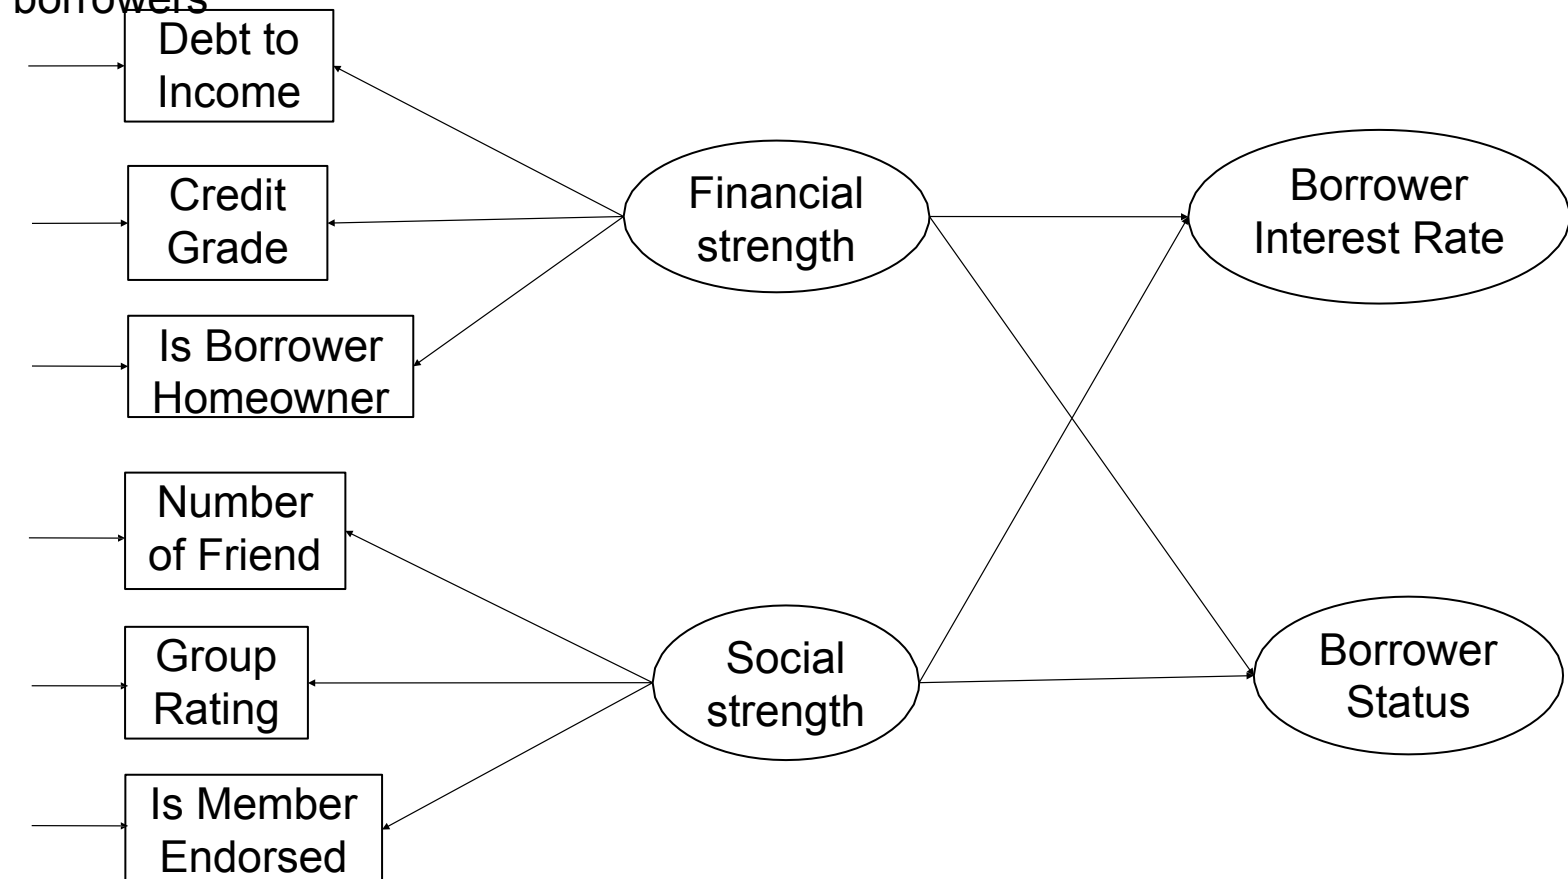 borrowers
Debt to
Income
Credit
Grade
Is Borrower
Homeowner
Number
of Friend
Group
Rating
Is Member
Endorsed
Financial
strength
Social
strength
Borrower
Interest Rate
Borrower
Status